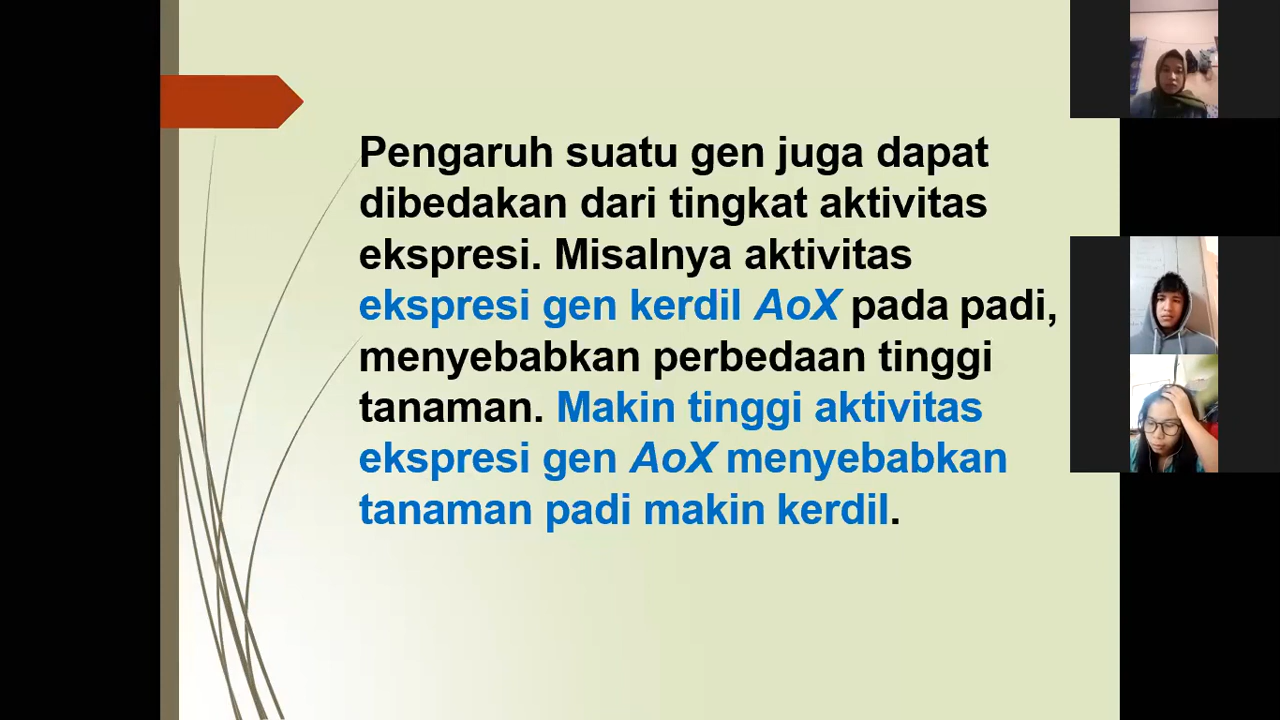 Pengaruh suatu gen juga dapat
dibedakan dari tingkat aktivitas
ekspresi. Misalnya aktivitas
ekspresi gen kerdil AoX pada padi,
menyebabkan perbedaan tinggi
tanaman. Makin tinggi aktivitas
ekspresi gen AoX menyebabkan
tanaman padi makin kerdil.